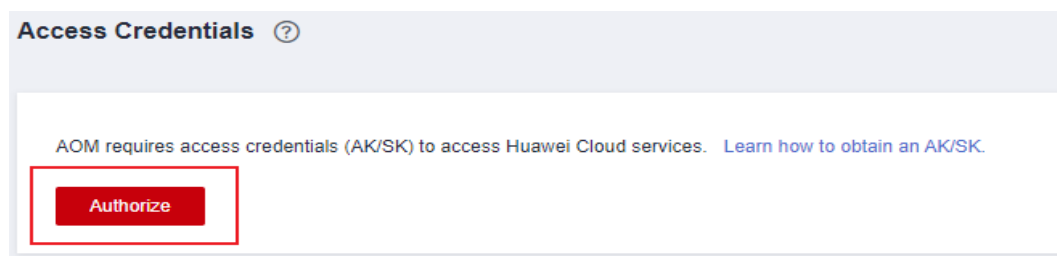 Access Credentials ?
AOM requires access credentials (AK/SK) to access Huawei Cloud services. Learn how to obtain an AK/SK.
Authorize